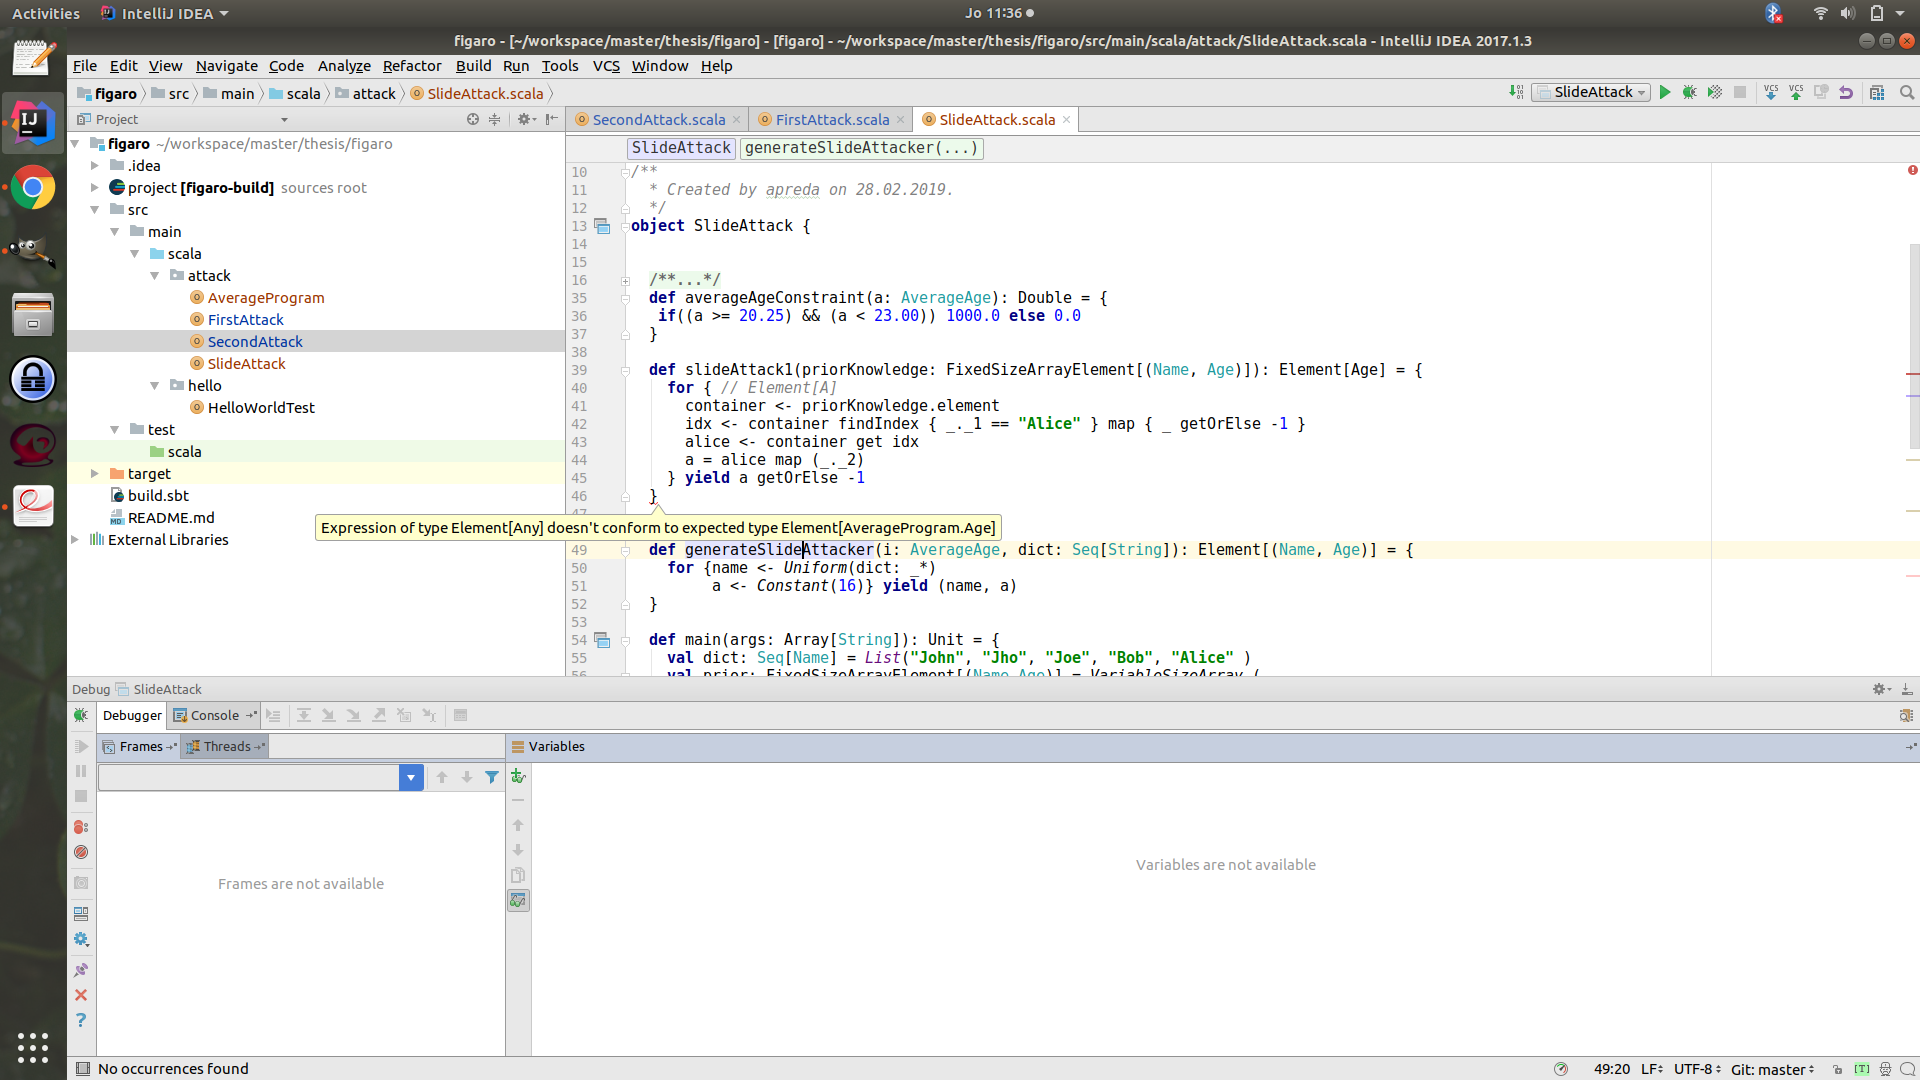 Activities IntelliJ IDEA Jo 11:36
figaro - [~/workspace/master/thesis/figaro] - [figaro] - ~/workspace/master/thesis/figaro/src/main/scala/attack/SlideAttack.scala - IntelliJ IDEA 2017.1.3
File Edit View Navigate Code Analyze Refactor Build Run Tools VCS Window Help
figaro src main scala attack SlideAttack.scala SlideAttack VCS VCS
Project
SecondAttack.scala FirstAttack.scala SlideAttack.scala
figaro ~/workspace/master/thesis/figaro
.idea
project [figaro-build] sources root
src
main
scala
attack
AverageProgram
FirstAttack
SecondAttack
SlideAttack
hello
HelloWorldTest
test
scala
target
build.sbt
README.md
External Libraries
SlideAttack generateSlideAttacker(...)
10 /**
11 * Created by apreda on 28.02.2019.
12 */
13 object SlideAttack {
14
15
16 /**...*/
35 def averageAgeConstraint(a: AverageAge): Double = {
36 if((a >= 20.25) && (a < 23.00)) 1000.0 else 0.0
37 }
38
39 def slideAttack1(priorKnowledge: FixedSizeArrayElement[(Name, Age)]): Element[Age] = {
40 for { // Element[A]
41 container <- priorKnowledge.element
42 idx <- container findIndex { _._1 == "Alice" } map { _ getOrElse -1 }
43 alice <- container get idx
44 a = alice map (_._2)
45 } yield a getOrElse -1
46 }
47
Expression of type Element[Any] doesn't conform to expected type Element[AverageProgram.Age]
49 def generateSlideAttacker(i: AverageAge, dict: Seq[String]): Element[(Name, Age)] = {
50 for {name <- Uniform(dict: _*)
51 a <- Constant(16)} yield (name, a)
52 }
53
54 def main(args: Array[String]): Unit = {
55 val dict: Seq[Name] = List("John", "Jho", "Joe", "Bob", "Alice" )
56 val prior: FixedSizeArrayElement[(Name,Age)] = VariableSizeArray (
Debug SlideAttack
Debugger Console
Frames Threads Variables
Frames are not available
Variables are not available
No occurrences found 49:20 LF UTF-8 Git: master [T]